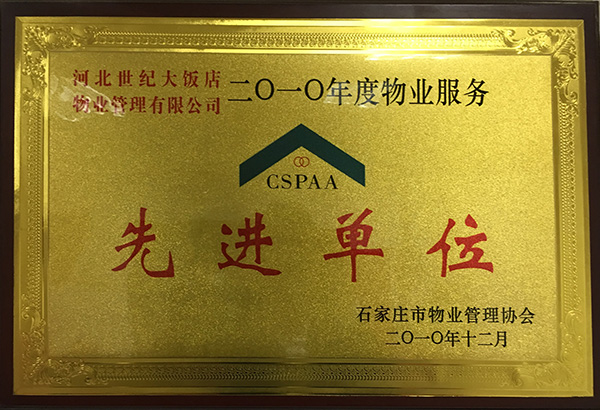 河北世纪大饭店
物业管理有限公司
二〇一〇年度物业服务
CSPAA
先进单位
石家庄市物业管理协会
二〇一〇年十二月